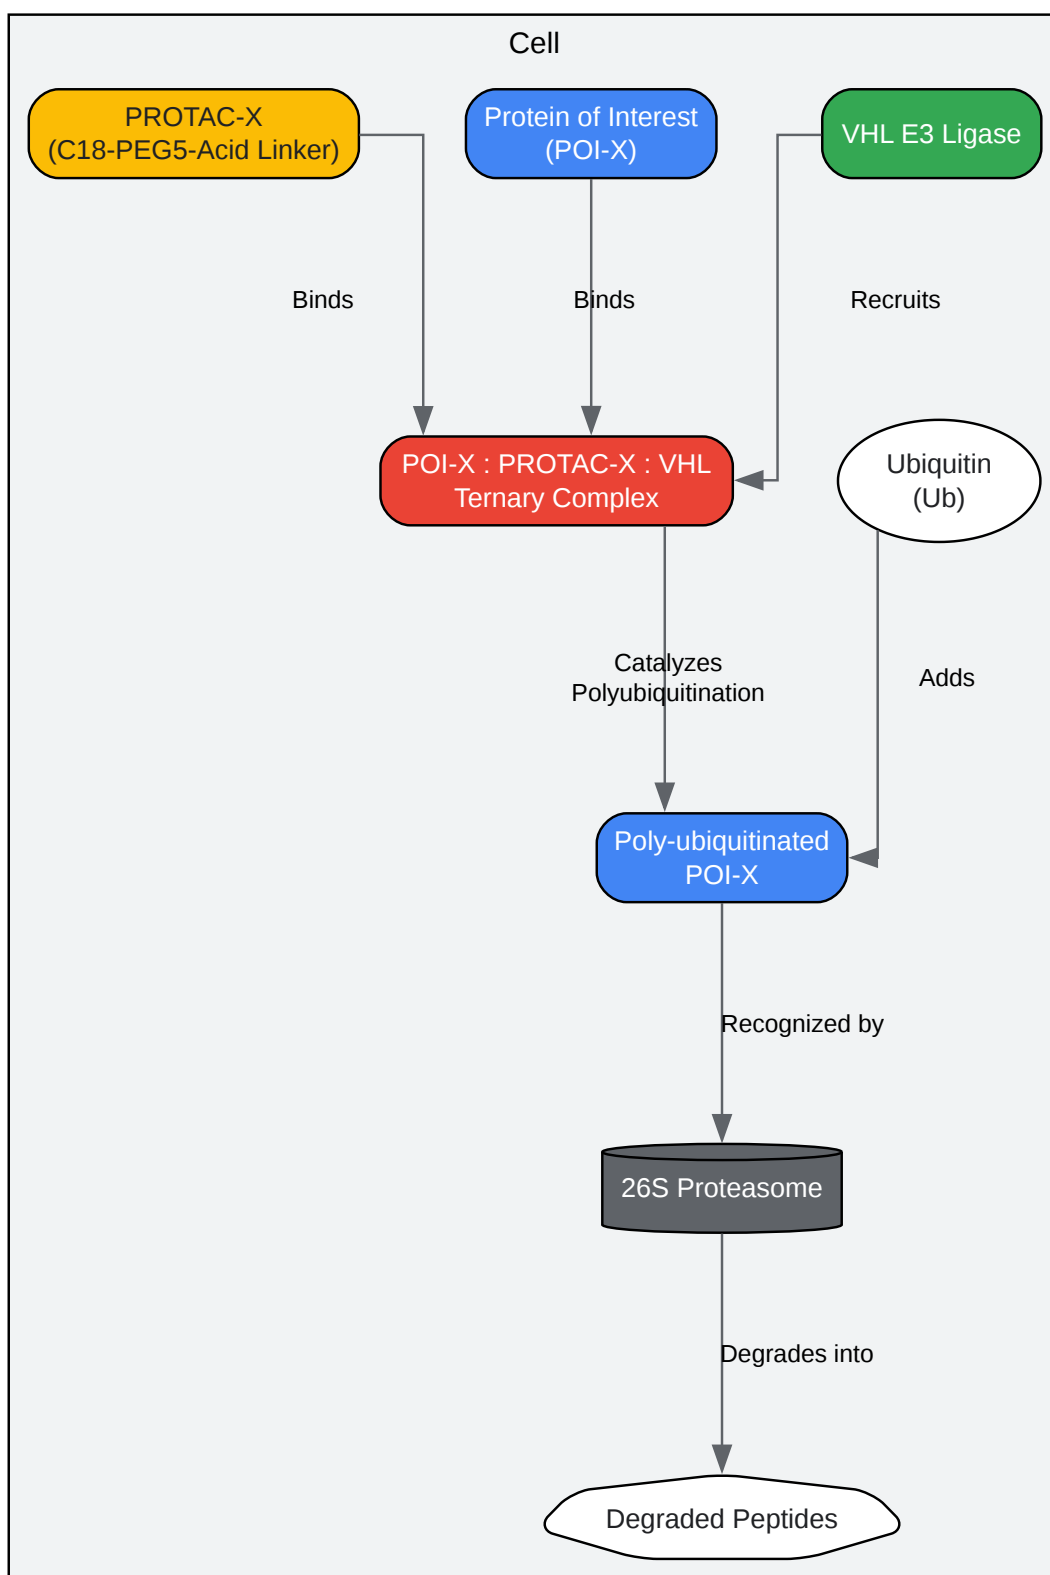 Cell
PROTAC-X
(C18-PEG5-Acid Linker)
Protein of Interest
(POI-X)
VHL E3 Ligase
Binds
Binds
Recruits
POI-X : PROTAC-X : VHL
Ternary Complex
Ubiquitin
(Ub)
Catalyzes
Polyubiquitination
Adds
Poly-ubiquitinated
POI-X
Recognized by
26S Proteasome
Degrades into
Degraded Peptides